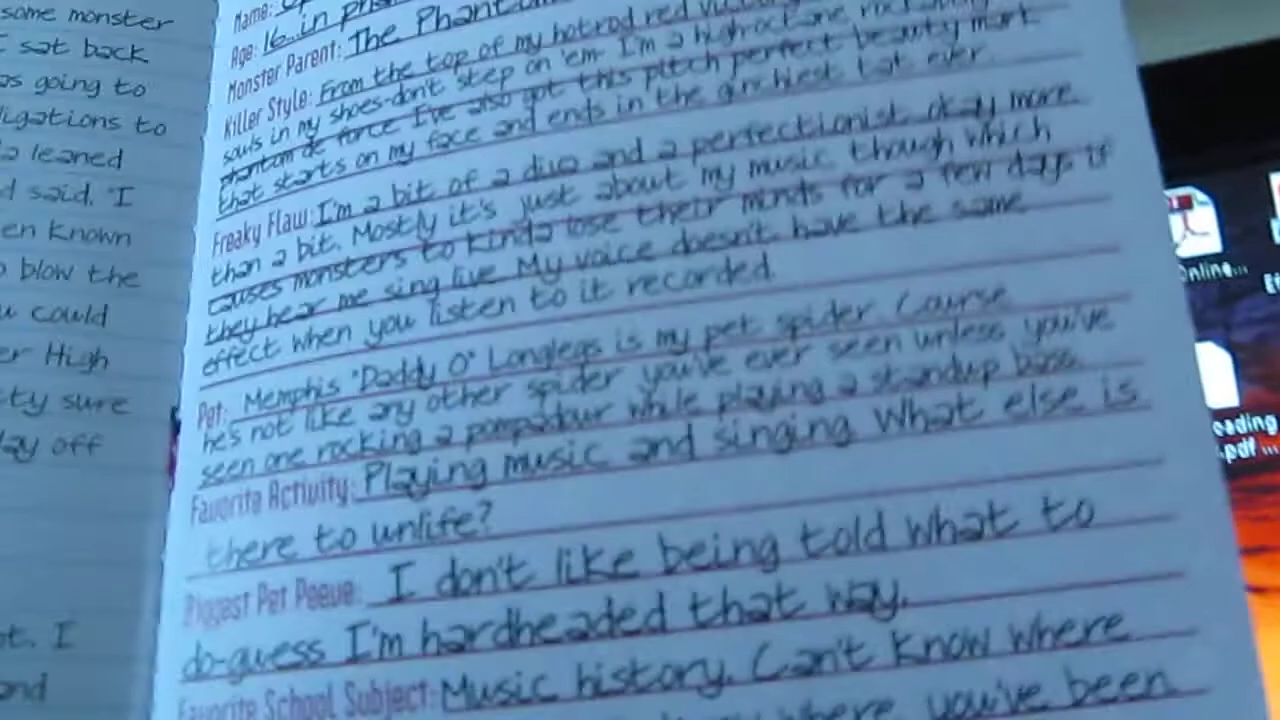 some monster
sat back
as going to
ligations to
leaned
d said. I
en known
o blow the
u could
er High
tty sure
lay off
ot. I
and
Name:
Age: 16...in
Monster Parent: The
Killer Style: From the top of my hotrod red
souls in my shoes-don't step on 'em I'm a high-octane
phantom de force I've also got this pitch perfect beauty mark
that starts on my face and ends in the ever
Freaky Flaw: I'm a bit of a diva and a perfectionist okay more
than a bit. Mostly it's just about my music though which
causes monsters to kinda lose their minds for a few days if
they hear me sing live My voice doesn't have the same
effect when you listen to it recorded.
Pet: Memphis "Daddy O" Longlegs is my pet spider Course
he's not like any other spider you've ever seen unless you've
seen one rocking a pompadour while playing a standup bass
Favorite Activity: Playing music and singing What else is
there to unlife?
Biggest Pet Peeve: I don't like being told what to
do-guess I'm hardheaded that way.
Favorite School Subject: Music history. Can't know where
where you've been
nline...
eading
.pdf ...